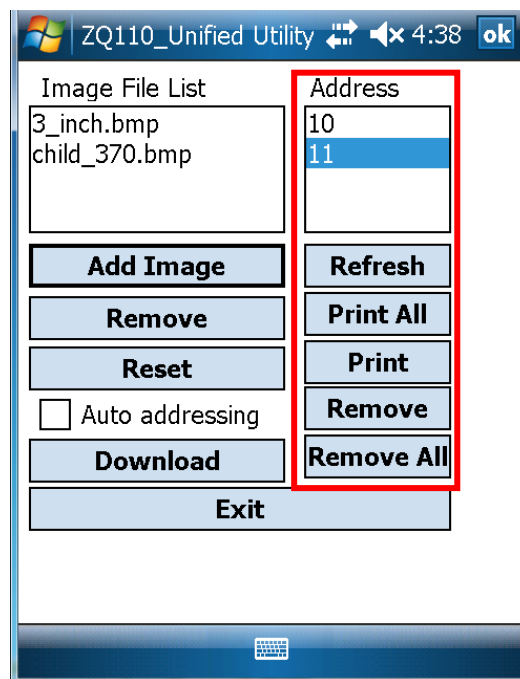 ZQ110_Unified Utility 4:38 ok
Image File List
3_inch.bmp
child_370.bmp
Add Image
Remove
Reset
Auto addressing
Download
Address
10
11
Refresh
Print All
Print
Remove
Remove All
Exit